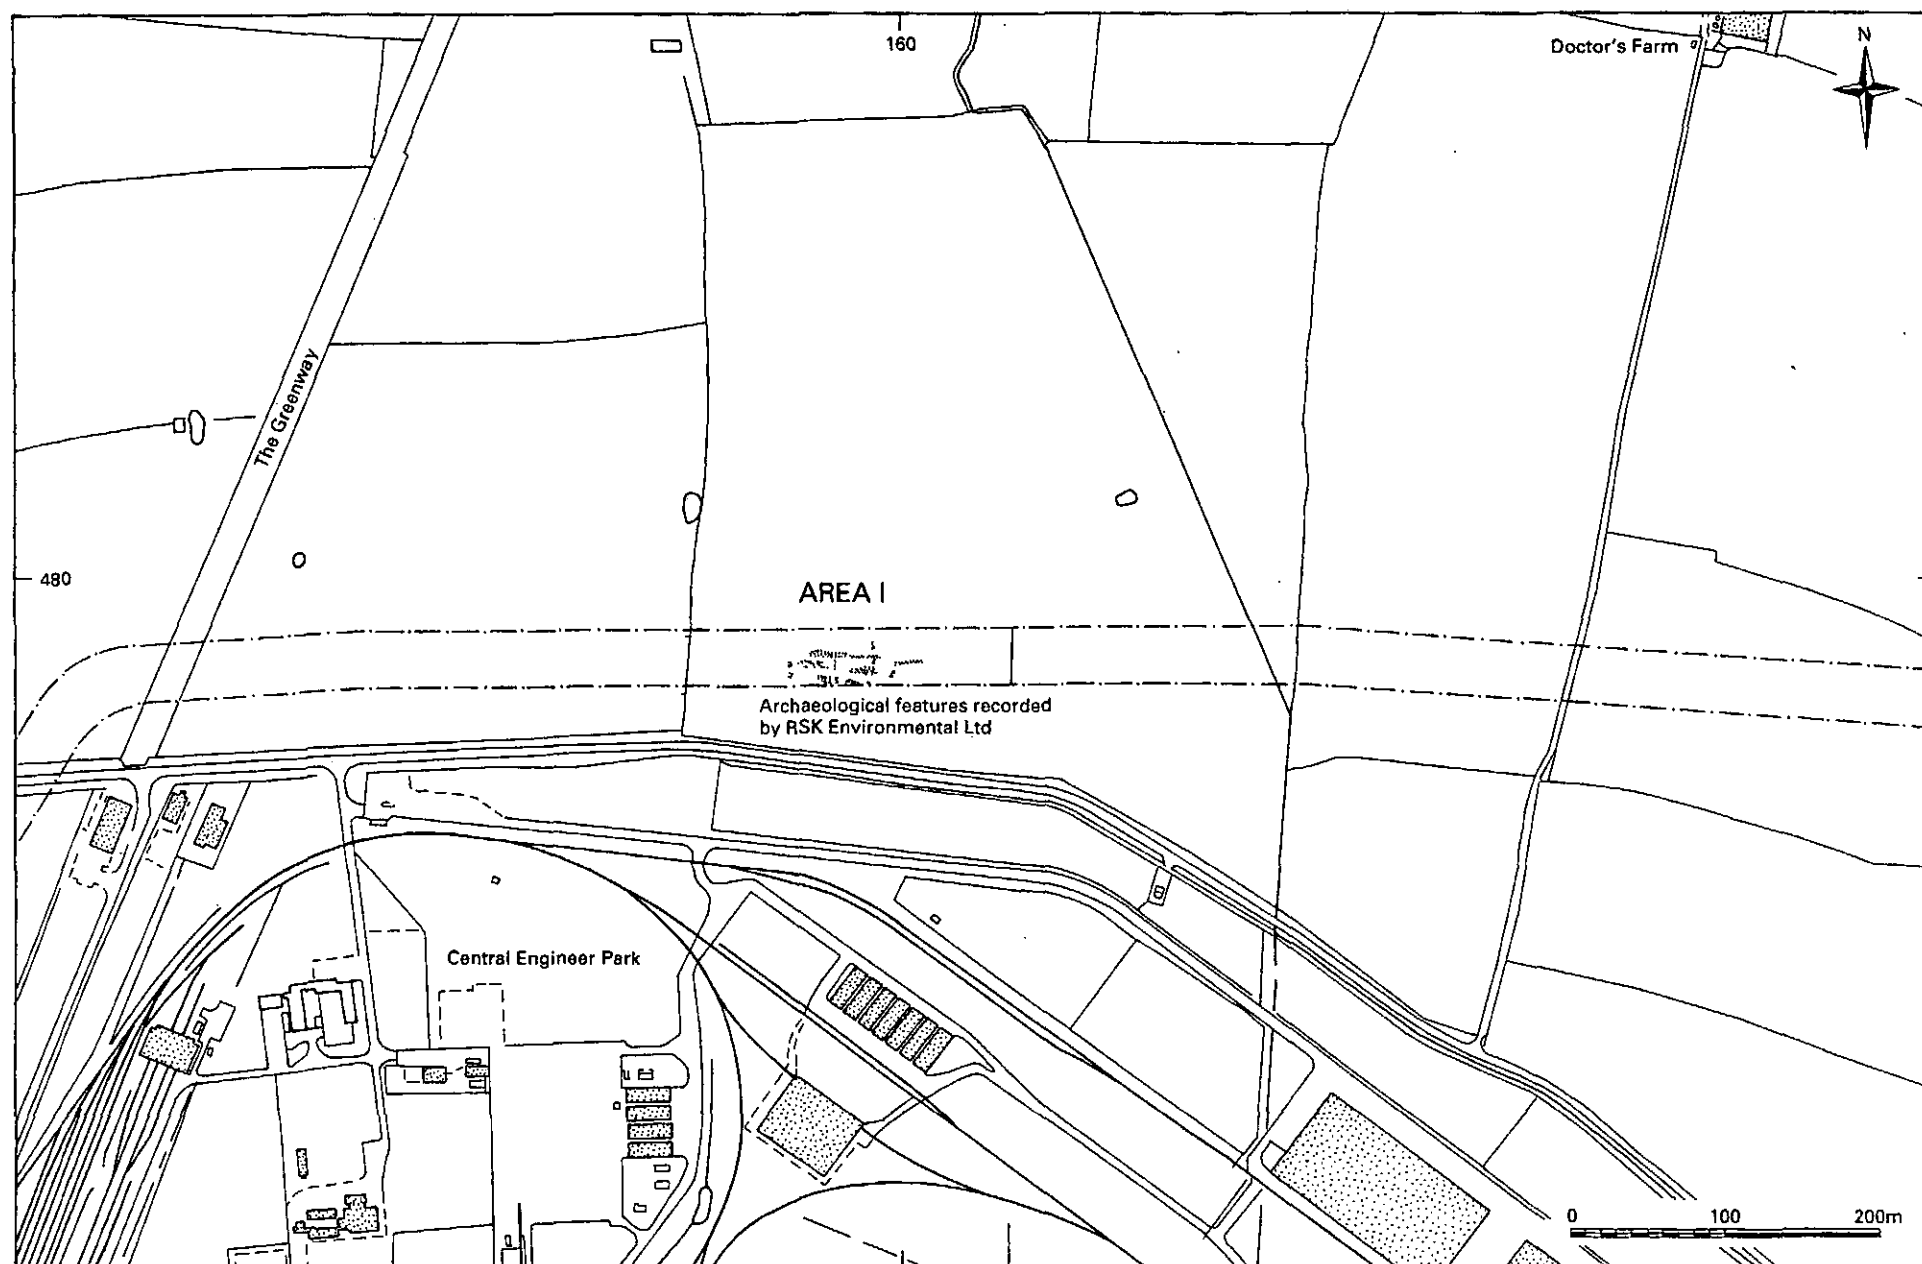 160
Doctor's Farm
N
The Greenway
480
AREA I
Archaeological features recorded
by RSK Environmental Ltd
Central Engineer Park
0 100 200m